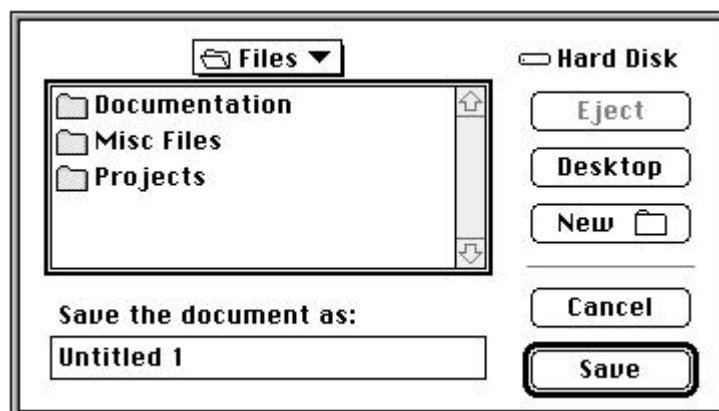 Files
Hard Disk
Documentation
Misc Files
Projects
Eject
Desktop
New
Save the document as:
Untitled 1
Cancel
Save